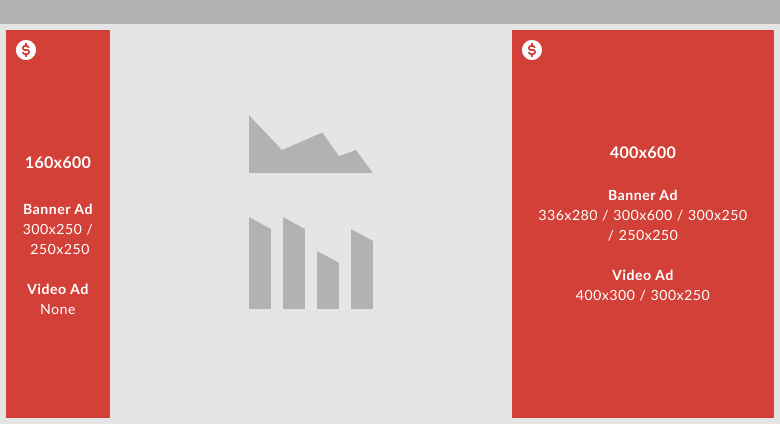 $
160x600
Banner Ad
300x250 /
250x250
Video Ad
None
$
400x600
Banner Ad
336x280 / 300x600 / 300x250
/ 250x250
Video Ad
400x300 / 300x250